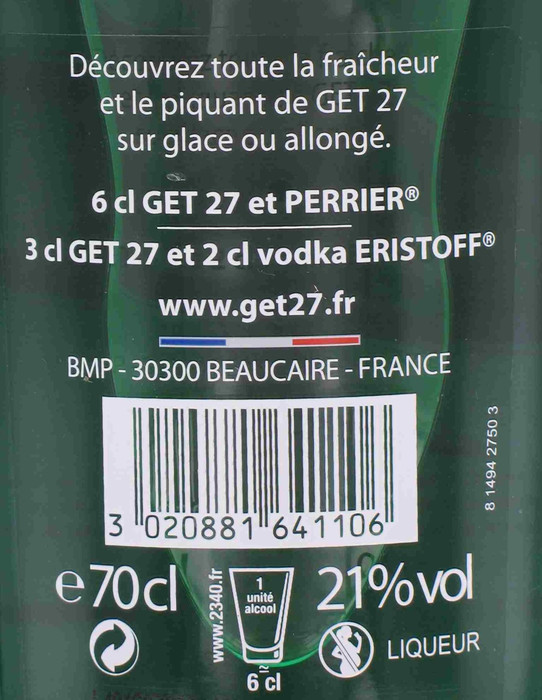 Découvrez toute la fraîcheur
et le piquant de GET 27
sur glace ou allongé.
6 cl GET 27 et PERRIER®
3 cl GET 27 et 2 cl vodka ERISTOFF®
www.get27.fr
BMP - 30300 BEAUCAIRE - FRANCE
8 1494 2750 3
3 020881 641106
e 70 cl
www.2340.fr
1
unité
alcool
≃
6 cl
21% vol
LIQUEUR